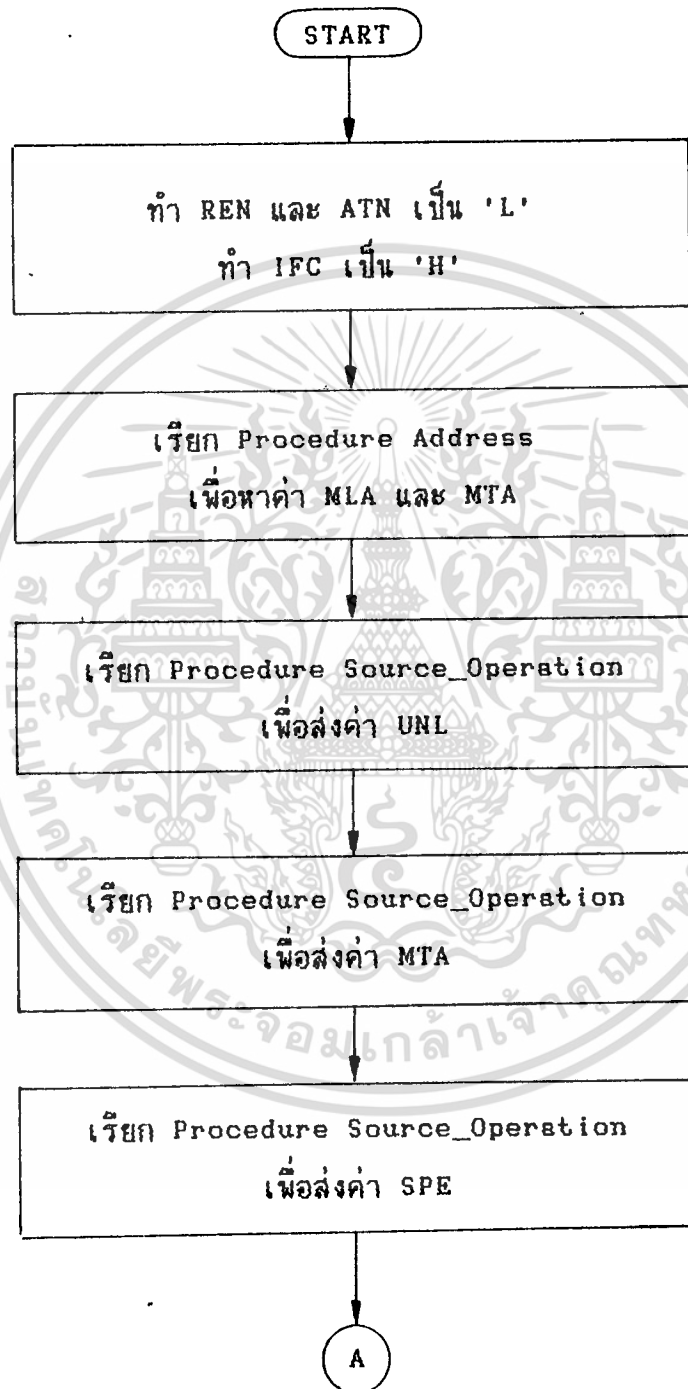 START
ทำ REN และ ATN เป็น 'L'
ทำ IFC เป็น 'H'
เรียก Procedure Address
เพื่อหาค่า MLA และ MTA
เรียก Procedure Source_Operation
เพื่อส่งค่า UNL
เรียก Procedure Source_Operation
เพื่อส่งค่า MTA
เรียก Procedure Source_Operation
เพื่อส่งค่า SPE
A